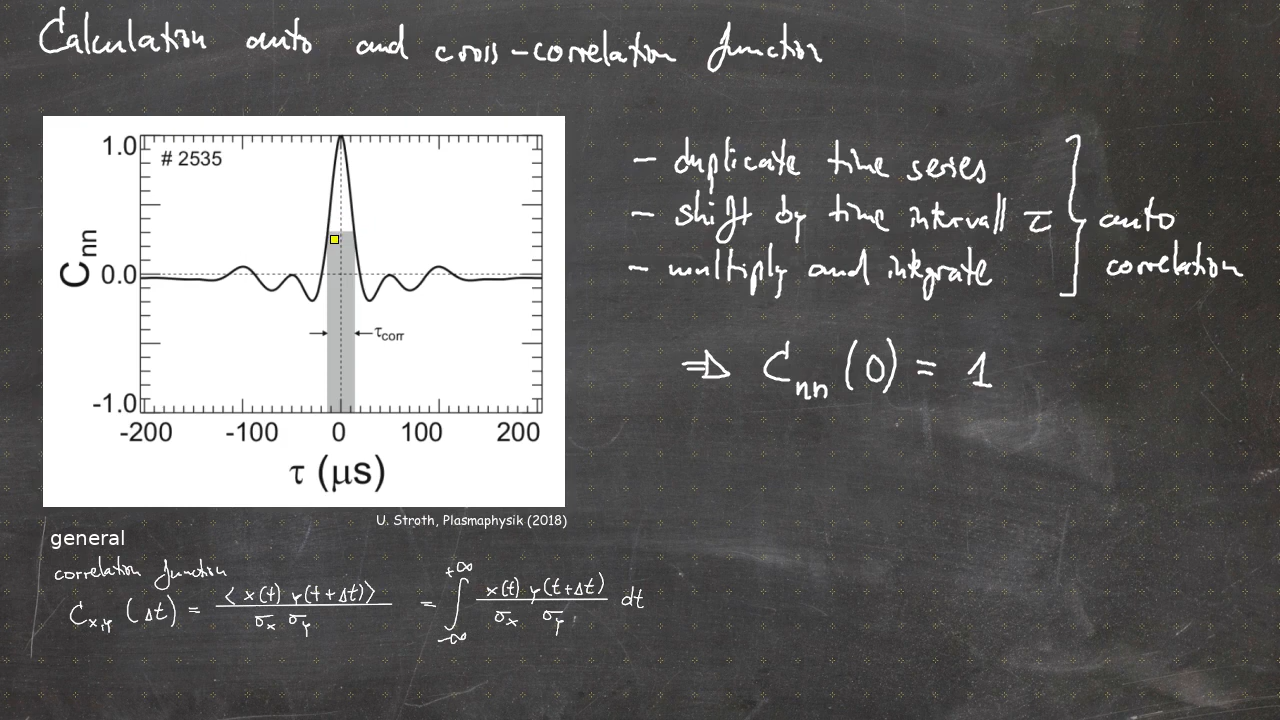 Calculation auto and cross-correlation function
1.0
# 2535
Cnn
0.0
τcorr
-1.0
-200 -100 0 100 200
τ (μs)
U. Stroth, Plasmaphysik (2018)
– duplicate time series
– shift by time intervall τ
– multiply and integrate
auto
correlation
⇒ Cnn (0) = 1
general
correlation function
Cx,y (Δt) = <x(t) y(t+Δt)> / σx σy = ∫-∞+∞ x(t) y(t+Δt) / σx σy dt